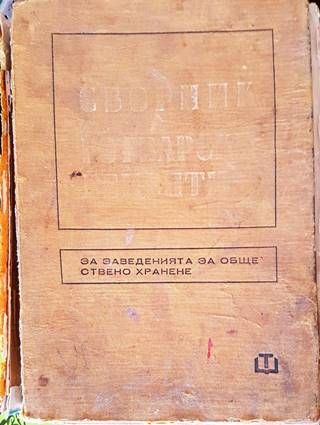 СБОРНИК
ЗА ЗАВЕДЕНИЯТА ЗА ОБЩЕ
СТВЕНО ХРАНЕНЕ
Т